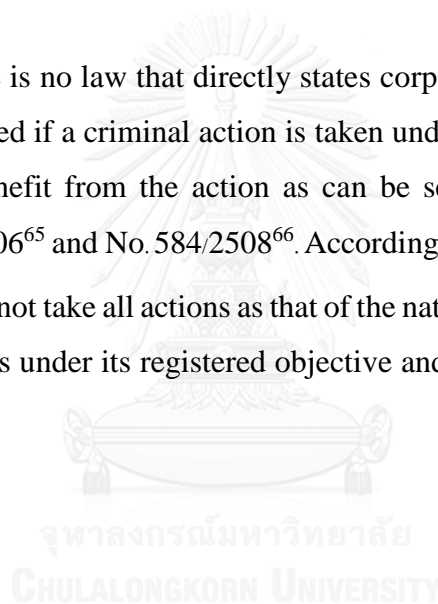 is no law that directly states corp
ed if a criminal action is taken und
nefit from the action as can be se
06⁶⁵ and No. 584/2508⁶⁶. According
not take all actions as that of the nat
s under its registered objective and
จุฬาลงกรณ์มหาวิทยาลัย
CHULALONGKORN UNIVERSITY